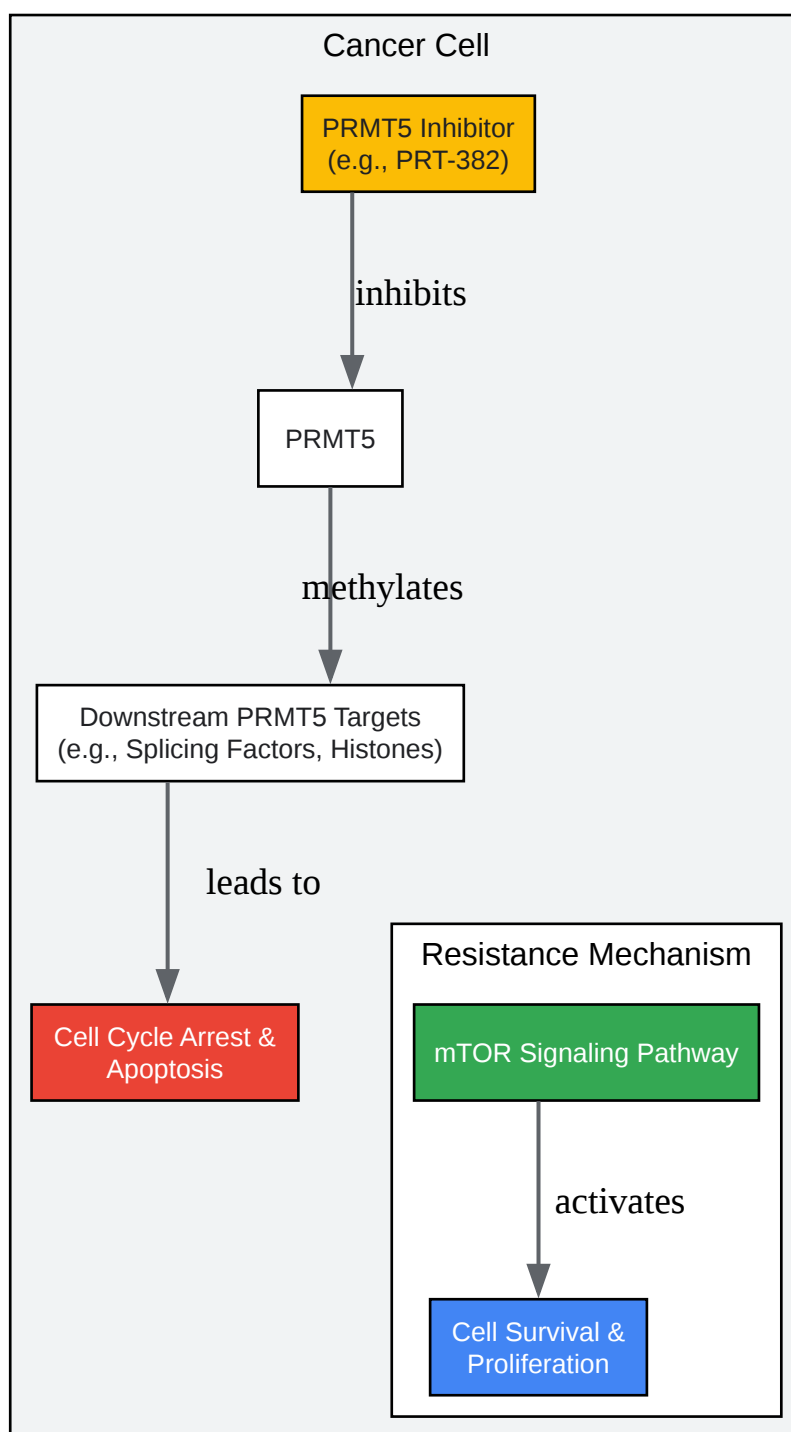 Cancer Cell
PRMT5 Inhibitor
(e.g., PRT-382)
inhibits
PRMT5
methylates
Downstream PRMT5 Targets
(e.g., Splicing Factors, Histones)
leads to
Cell Cycle Arrest &
Apoptosis
Resistance Mechanism
mTOR Signaling Pathway
activates
Cell Survival &
Proliferation